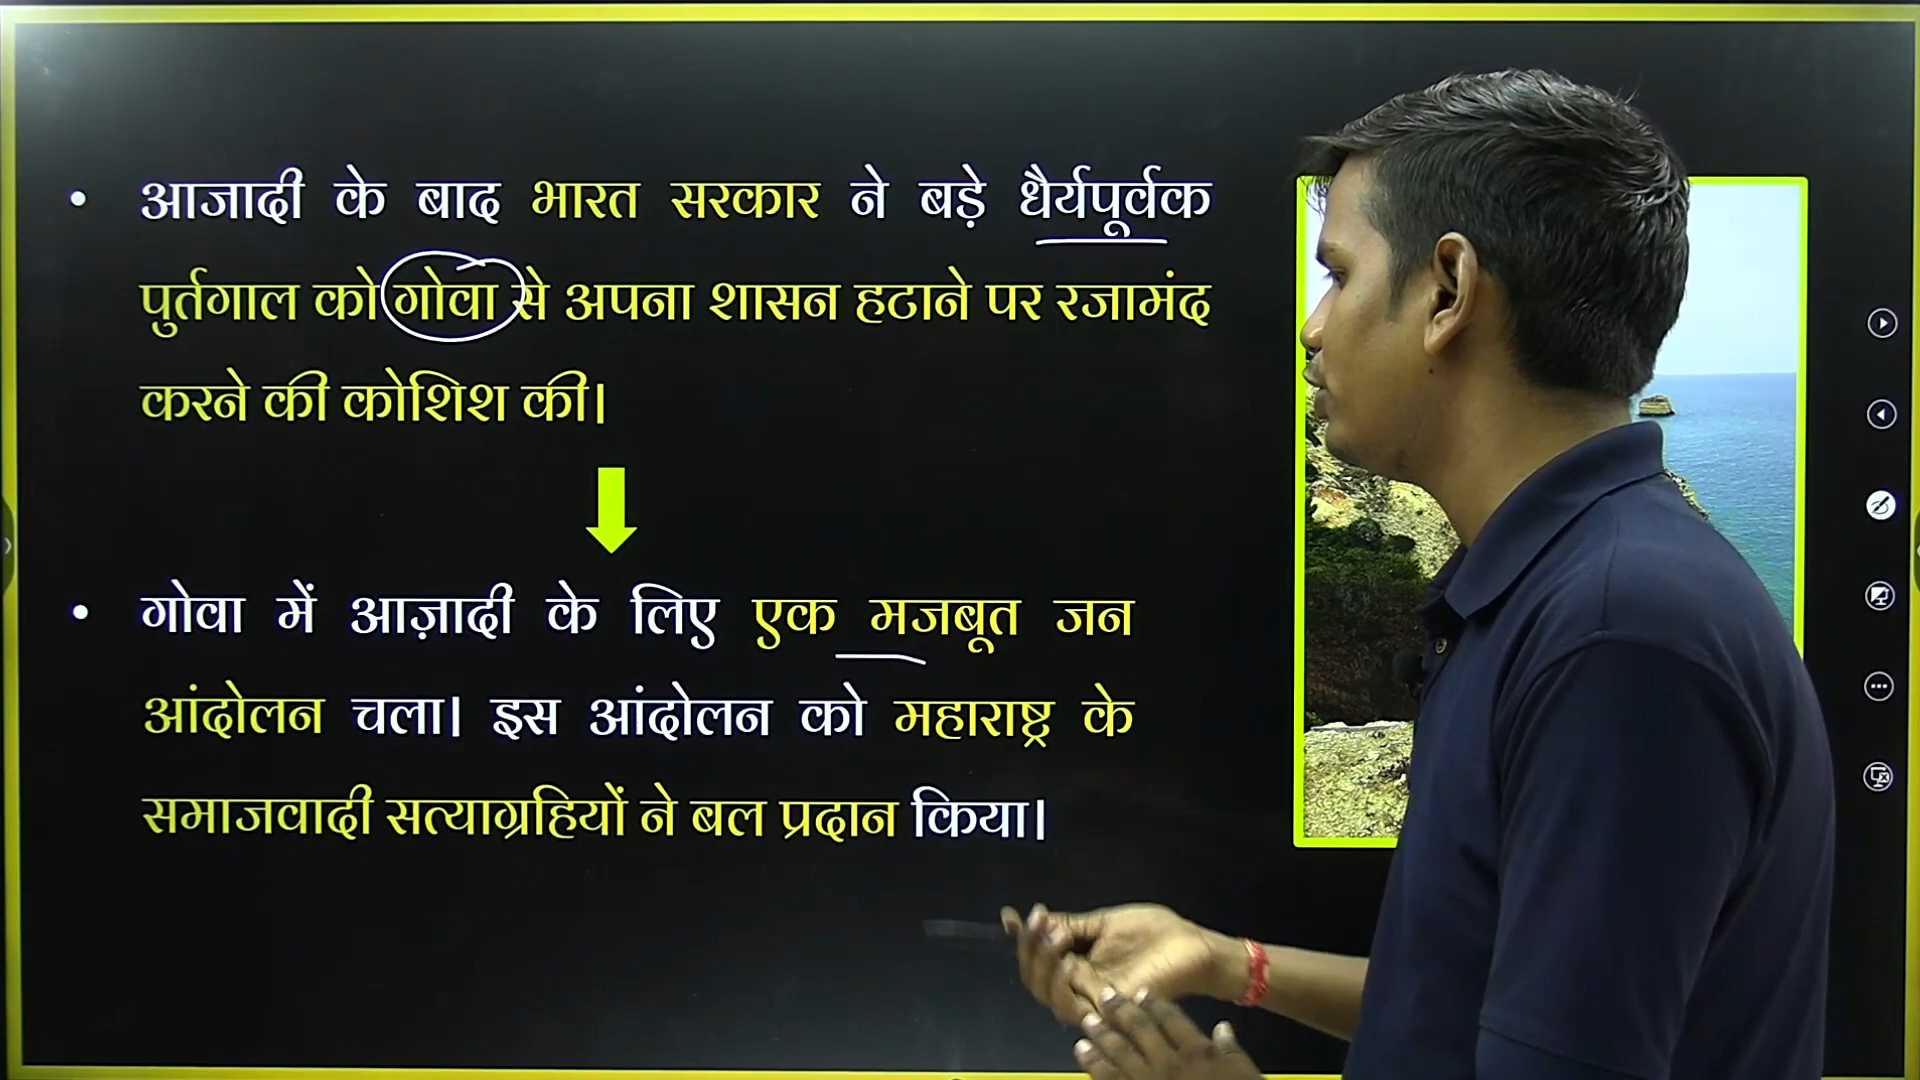 • आजादी के बाद भारत सरकार ने बड़े धैर्यपूर्वक
पुर्तगाल को गोवा से अपना शासन हटाने पर रजामंद
करने की कोशिश की।
• गोवा में आज़ादी के लिए एक मजबूत जन
आंदोलन चला। इस आंदोलन को महाराष्ट्र के
समाजवादी सत्याग्रहियों ने बल प्रदान किया।